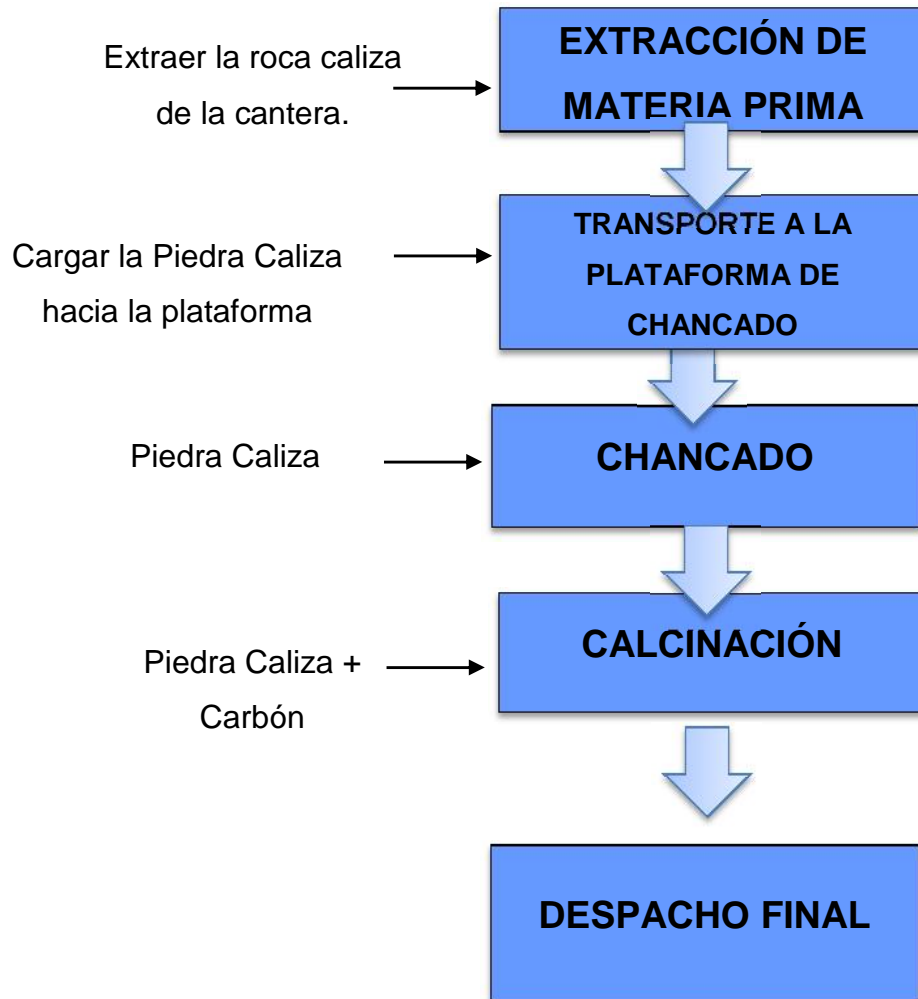 Extraer la roca caliza
de la cantera.
EXTRACCIÓN DE
MATERIA PRIMA
Cargar la Piedra Caliza
hacia la plataforma
TRANSPORTE A LA
PLATAFORMA DE
CHANCADO
Piedra Caliza
CHANCADO
Piedra Caliza +
Carbón
CALCINACIÓN
DESPACHO FINAL